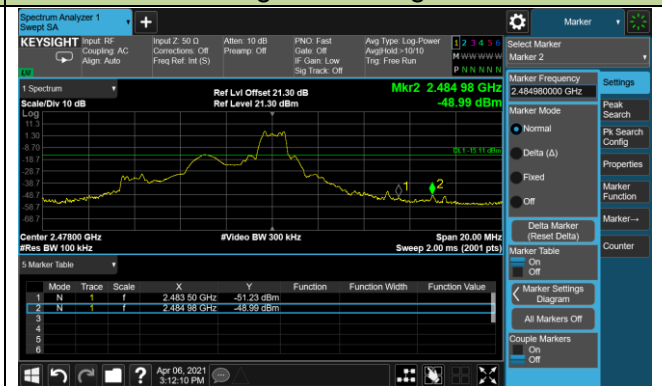 Spectrum Analyzer 1
Swept SA
+
Marker
KEYSIGHT
Input: RF
Coupling: AC
Align: Auto
Input Z: 50 Ω
Corrections: Off
Freq Ref: Int (S)
Atten: 10 dB
Preamp: Off
PNO: Fast
Gate: Off
IF Gain: Low
Sig Track: Off
Avg Type: Log-Power
Avg|Hold:>10/10
Trig: Free Run
1 2 3 4 5 6
M W W W W W
P N N N N N
LXI
1 Spectrum
Scale/Div 10 dB
Log
Ref Lvl Offset 21.30 dB
Ref Level 21.30 dBm
Mkr2 2.484 98 GHz
-48.99 dBm
11.3
1.30
-8.70
-18.7
-28.7
-38.7
-48.7
-58.7
-68.7
DL1 -15.11 dBm
1
2
Center 2.47800 GHz
#Res BW 100 kHz
#Video BW 300 kHz
Span 20.00 MHz
Sweep 2.00 ms (2001 pts)
5 Marker Table
Mode Trace Scale X Y Function Function Width Function Value
1 N 1 f 2.483 50 GHz -51.23 dBm
2 N 1 f 2.484 98 GHz -48.99 dBm
3
4
5
6
Apr 06, 2021
3:12:10 PM
Select Marker
Marker 2
Marker Frequency
2.484980000 GHz
Marker Mode
Normal
Delta (Δ)
Fixed
Off
Delta Marker
(Reset Delta)
Marker Table
On
Off
Marker Settings
Diagram
All Markers Off
Couple Markers
On
Off
Settings
Peak
Search
Pk Search
Config
Properties
Marker
Function
Marker→
Counter